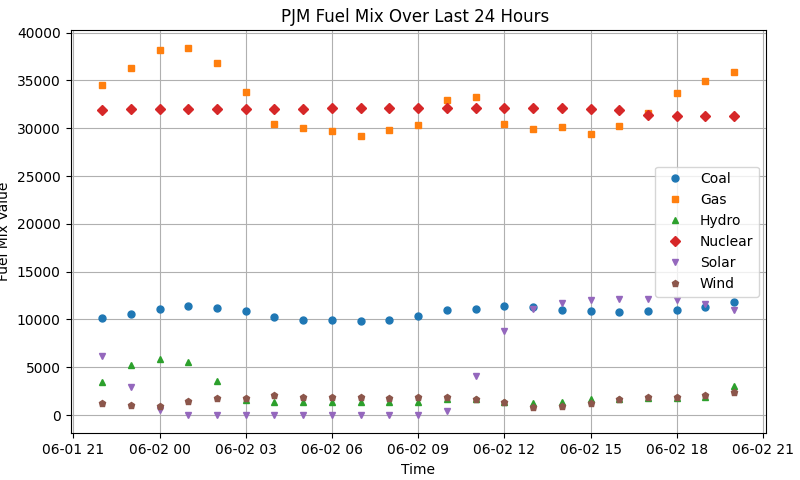 PJM Fuel Mix Over Last 24 Hours
40000
35000
30000
25000
20000
15000
10000
5000
0
Fuel Mix Value
Coal
Gas
Hydro
Nuclear
Solar
Wind
06-01 21
06-02 00
06-02 03
06-02 06
06-02 09
06-02 12
06-02 15
06-02 18
06-02 21
Time